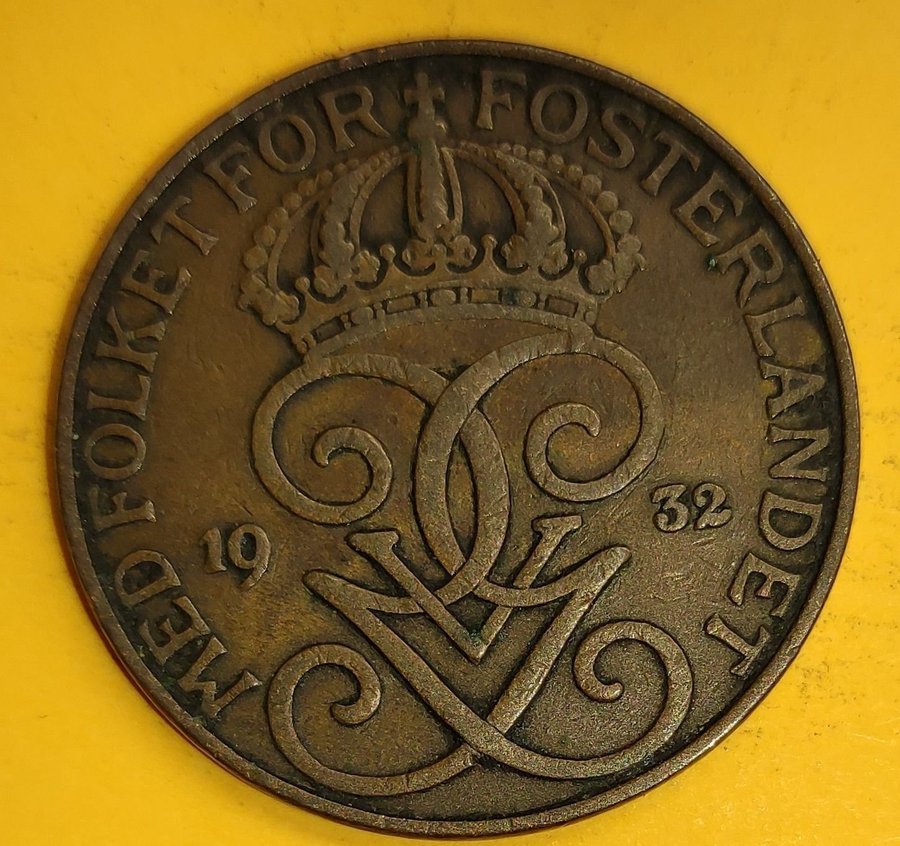 MED FOLKET FÖR FOSTERLANDET
19 32